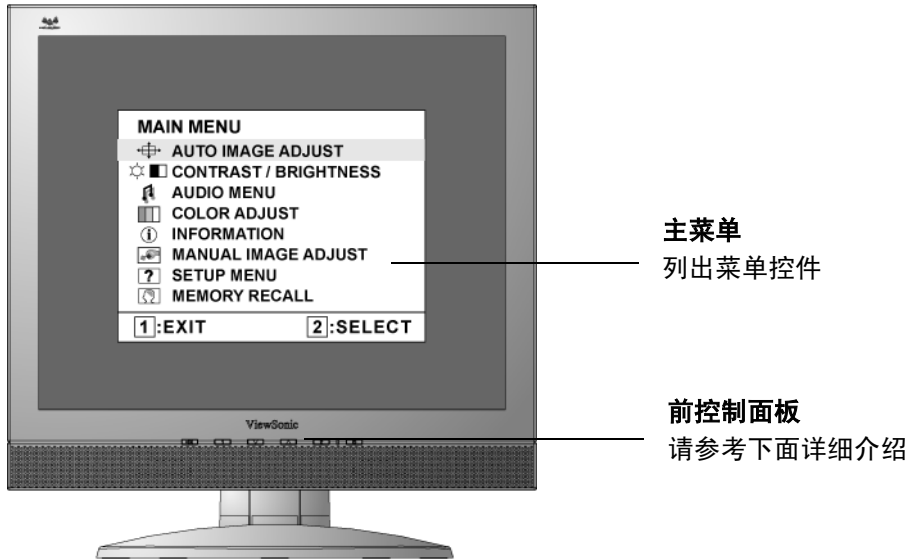 MAIN MENU
AUTO IMAGE ADJUST
CONTRAST / BRIGHTNESS
AUDIO MENU
COLOR ADJUST
INFORMATION
MANUAL IMAGE ADJUST
SETUP MENU
MEMORY RECALL
1:EXIT 2:SELECT
ViewSonic
主菜单
列出菜单控件
前控制面板
请参考下面详细介绍